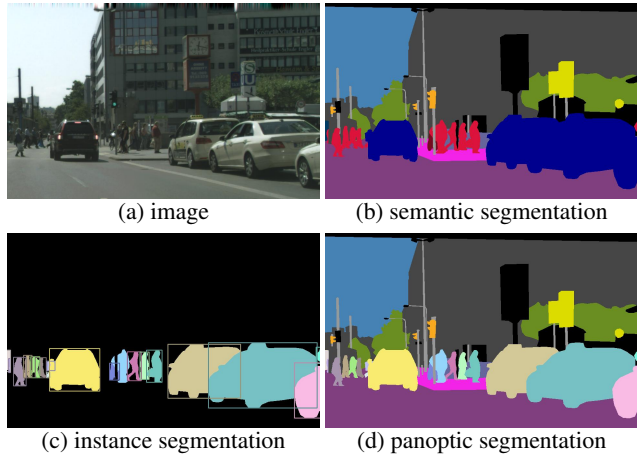 (a) image
(b) semantic segmentation
S
U
(c) instance segmentation
(d) panoptic segmentation